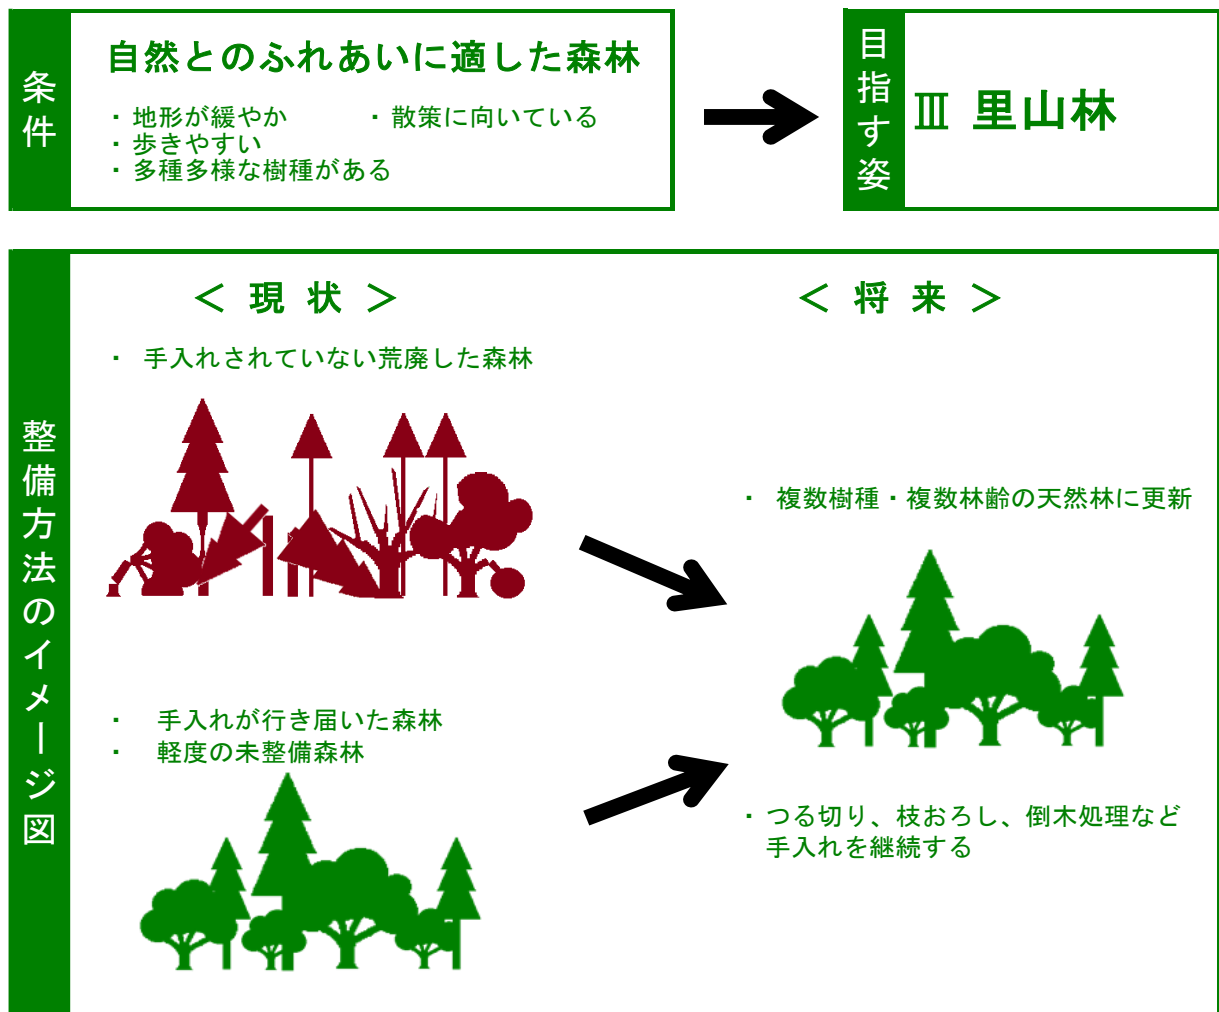 条件
自然とのふれあいに適した森林
・地形が緩やか ・散策に向いている
・歩きやすい
・多種多様な樹種がある
目指す姿
Ⅲ 里山林
整備方法のイメージ図
＜ 現 状 ＞
・ 手入れされていない荒廃した森林
・ 手入れが行き届いた森林
・ 軽度の未整備森林
＜ 将 来 ＞
・ 複数樹種・複数林齢の天然林に更新
・つる切り、枝おろし、倒木処理など
手入れを継続する